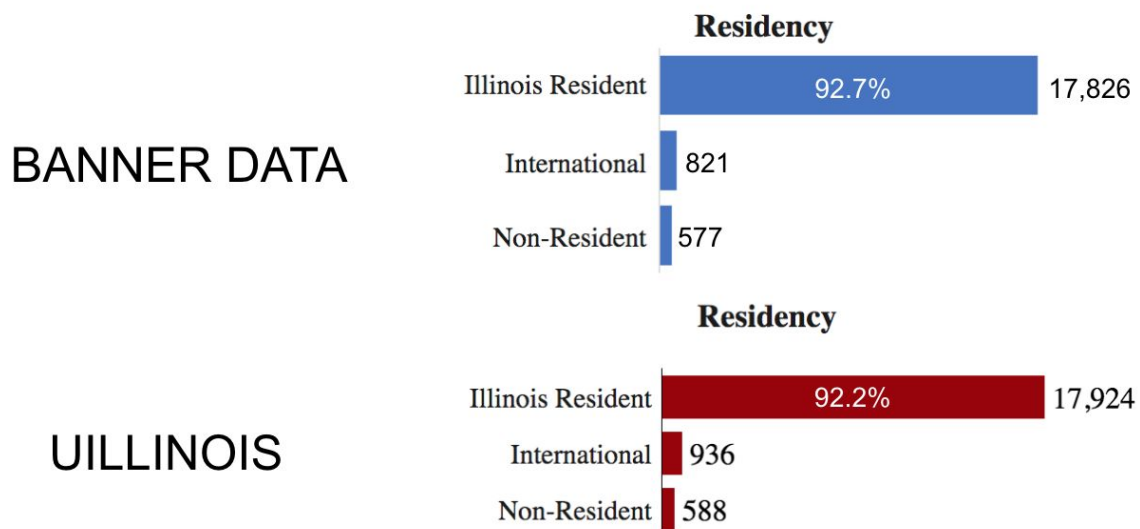 Residency
Illinois Resident 92.7% 17,826
BANNER DATA
International 821
Non-Resident 577
Residency
Illinois Resident 92.2% 17,924
UILLINOIS
International 936
Non-Resident 588